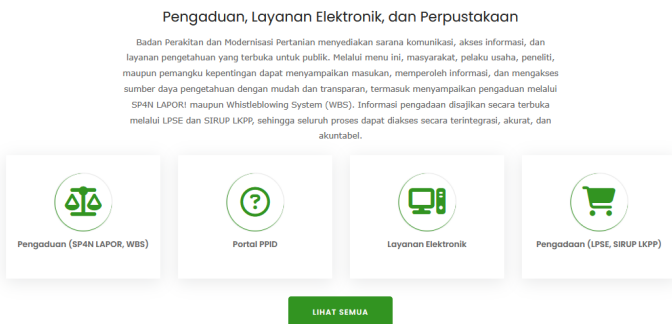 Pengaduan, Layanan Elektronik, dan Perpustakaan
Badan Perakitan dan Modernisasi Pertanian menyediakan sarana komunikasi, akses informasi, dan
layanan pengetahuan yang terbuka untuk publik. Melalui menu ini, masyarakat, pelaku usaha, peneliti,
maupun pemangku kepentingan dapat menyampaikan masukan, memperoleh informasi, dan mengakses
sumber daya pengetahuan dengan mudah dan transparan, termasuk menyampaikan pengaduan melalui
SP4N LAPOR! maupun Whistleblowing System (WBS). Informasi pengadaan disajikan secara terbuka
melalui LPSE dan SIRUP LKPP, sehingga seluruh proses dapat diakses secara terintegrasi, akurat, dan
akuntabel.
Pengaduan (SP4N LAPOR, WBS)
Portal PPID
Layanan Elektronik
Pengadaan (LPSE, SIRUP LKPP)
LIHAT SEMUA